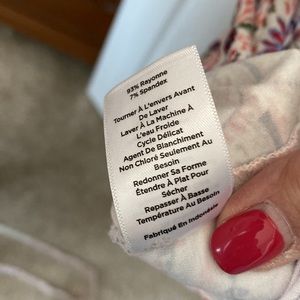 93% Rayonne
7% Spandex
Tourner À L'envers Avant
De Laver
Laver À La Machine À
L'eau Froide
Cycle Délicat
Agent De Blanchiment
Non Chloré Seulement Au
Besoin
Redonner Sa Forme
Étendre À Plat Pour
Sécher
Repasser À Basse
Température Au Besoin
Fabriqué En Indonésie